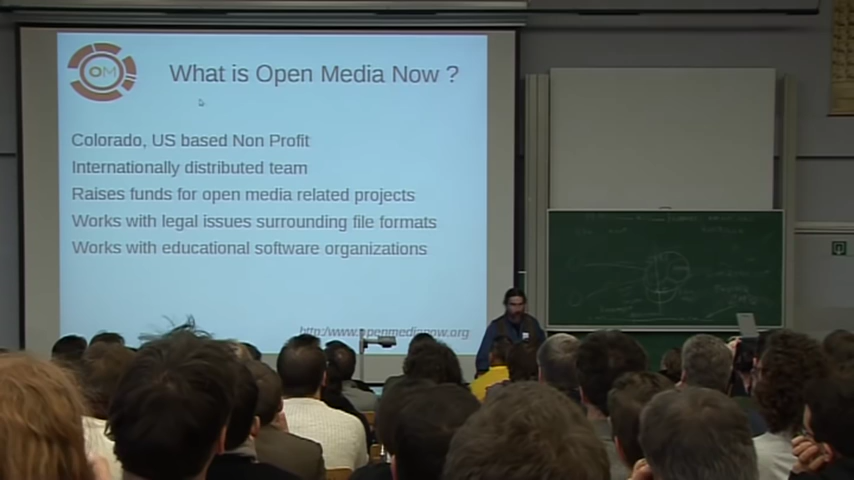 OM
What is Open Media Now ?
Colorado, US based Non Profit
Internationally distributed team
Raises funds for open media related projects
Works with legal issues surrounding file formats
Works with educational software organizations
http://www.openmedianow.org